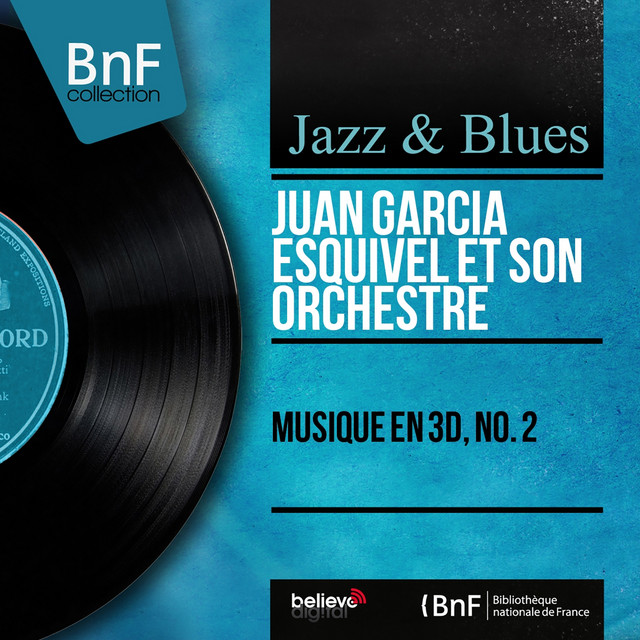 BnF
collection
Jazz & Blues
JUAN GARCIA
ESQUIVEL ET SON
ORCHESTRE
MUSIQUE EN 3D, NO. 2
believe
digital
BnF
Bibliothèque
nationale de France